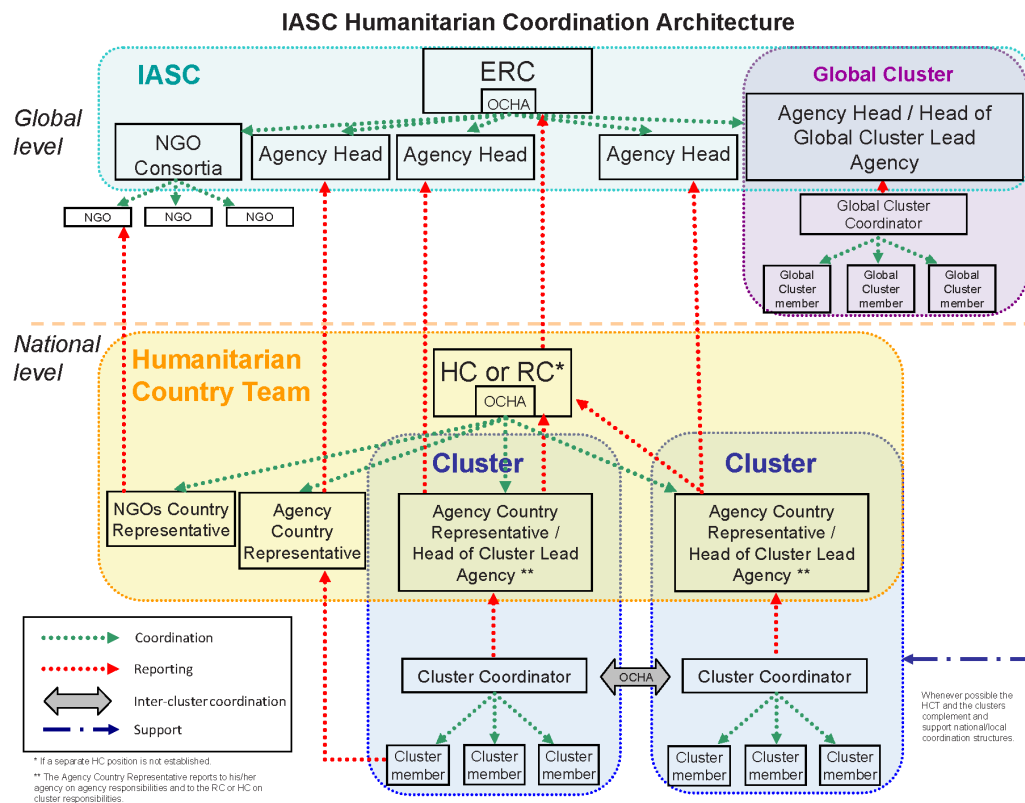 IASC Humanitarian Coordination Architecture
IASC
ERC
OCHA
Global Cluster
Global
level
NGO
Consortia
Agency Head
Agency Head
Agency Head
Agency Head / Head of
Global Cluster Lead
Agency
NGO
NGO
NGO
Global Cluster
Coordinator
Global
Cluster
member
Global
Cluster
member
Global
Cluster
member
National
level
Humanitarian
Country Team
HC or RC*
OCHA
Cluster
Cluster
NGOs Country
Representative
Agency
Country
Representative
Agency Country
Representative /
Head of Cluster Lead
Agency **
Agency Country
Representative /
Head of Cluster Lead
Agency **
Cluster Coordinator
OCHA
Cluster Coordinator
Cluster
member
Cluster
member
Cluster
member
Cluster
member
Cluster
member
Cluster
member
Coordination
Reporting
Inter-cluster coordination
Support
Whenever possible the
HCT and the clusters
complement and
support national/local
coordination structures.
* If a separate HC position is not established.
** The Agency Country Representative reports to his/her
agency on agency responsibilities and to the RC or HC on
cluster responsibilities.